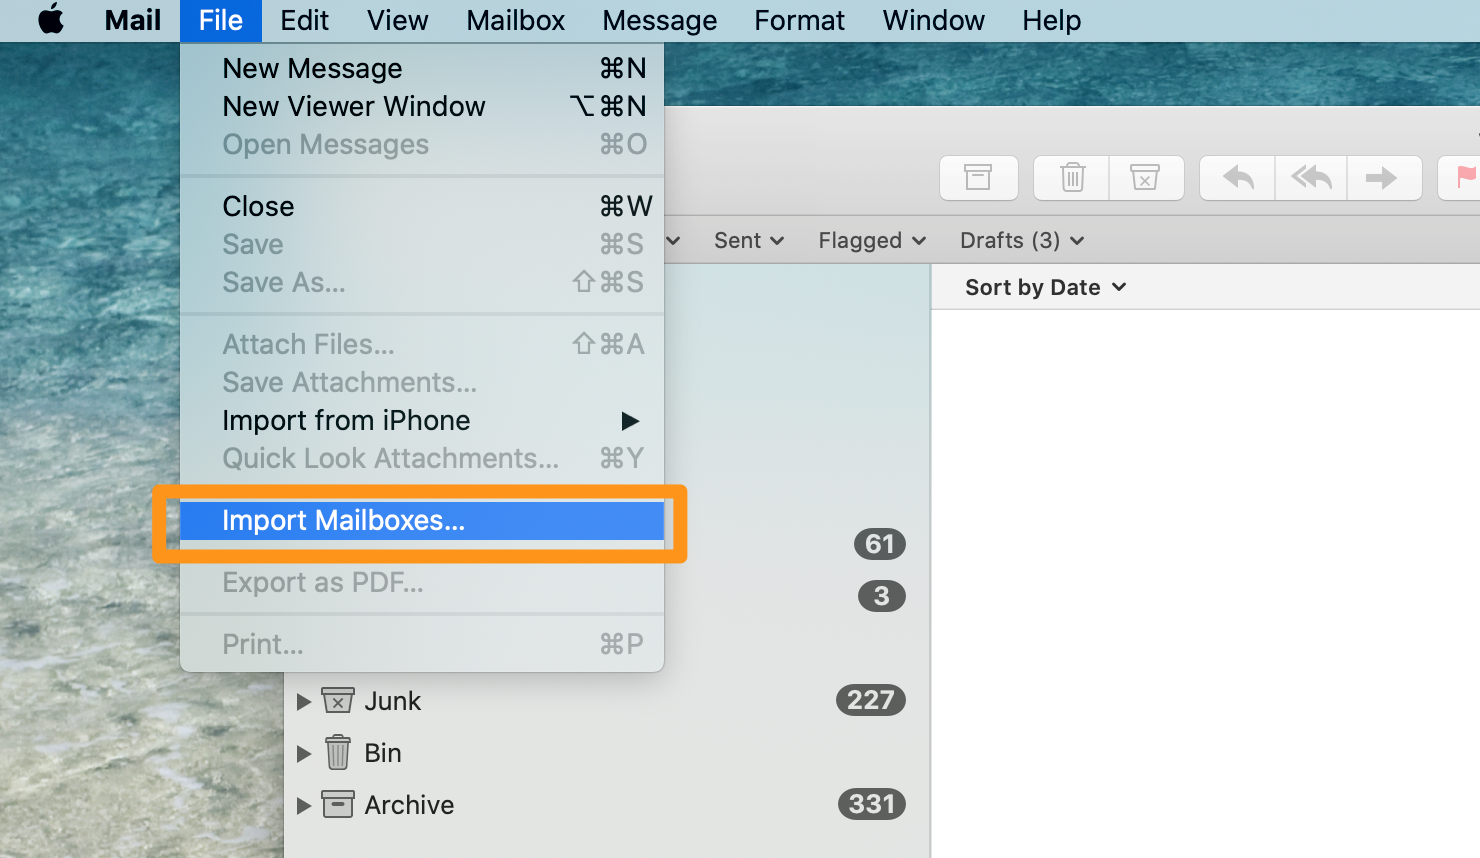 Mail File Edit View Mailbox Message Format Window Help
New Message ⌘N
New Viewer Window ⌥⌘N
Open Messages ⌘O
Close ⌘W
Save ⌘S
Save As... ⇧⌘S
Attach Files... ⇧⌘A
Save Attachments...
Import from iPhone ▶
Quick Look Attachments... ⌘Y
Import Mailboxes...
Export as PDF...
Print... ⌘P
Sent Flagged Drafts (3)
Sort by Date
61
3
Junk 227
Bin
Archive 331